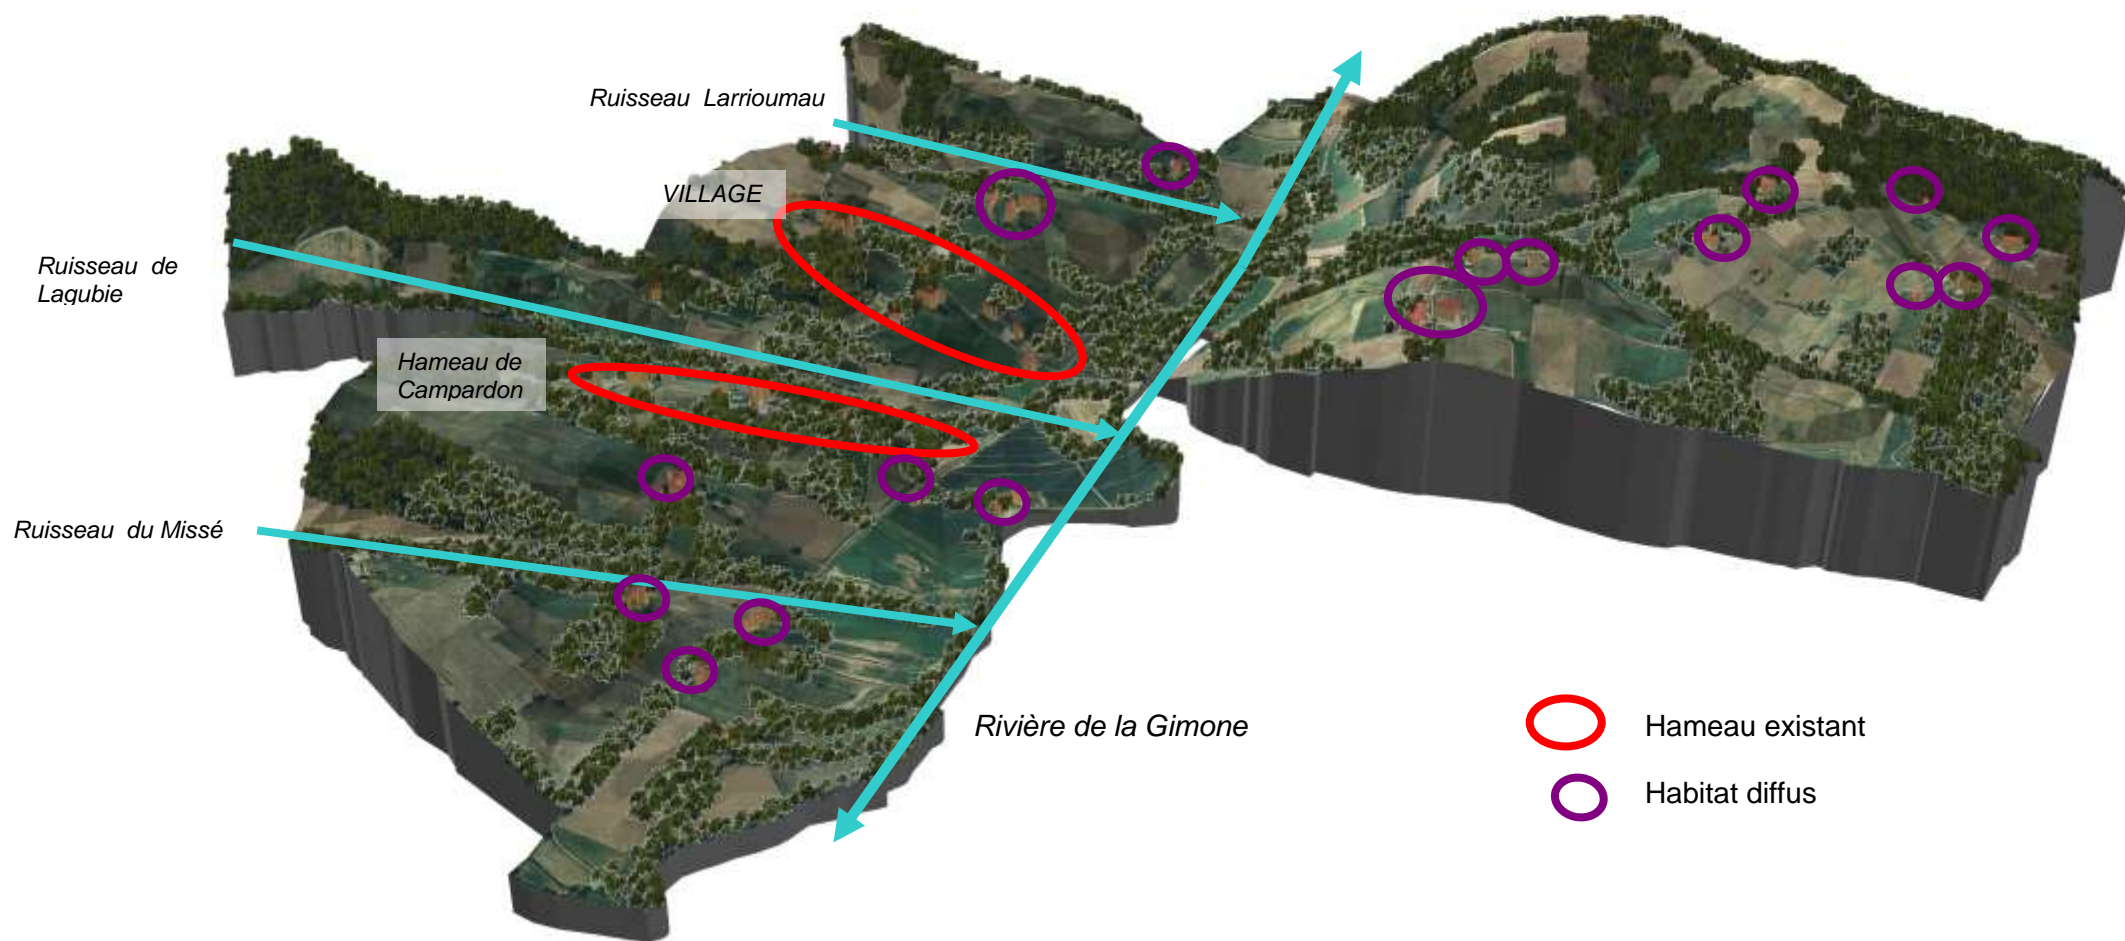 Ruisseau Larrioumau
VILLAGE
Ruisseau de
Lagubie
Hameau de
Campardon
Ruisseau du Missé
Rivière de la Gimone
Hameau existant
Habitat diffus